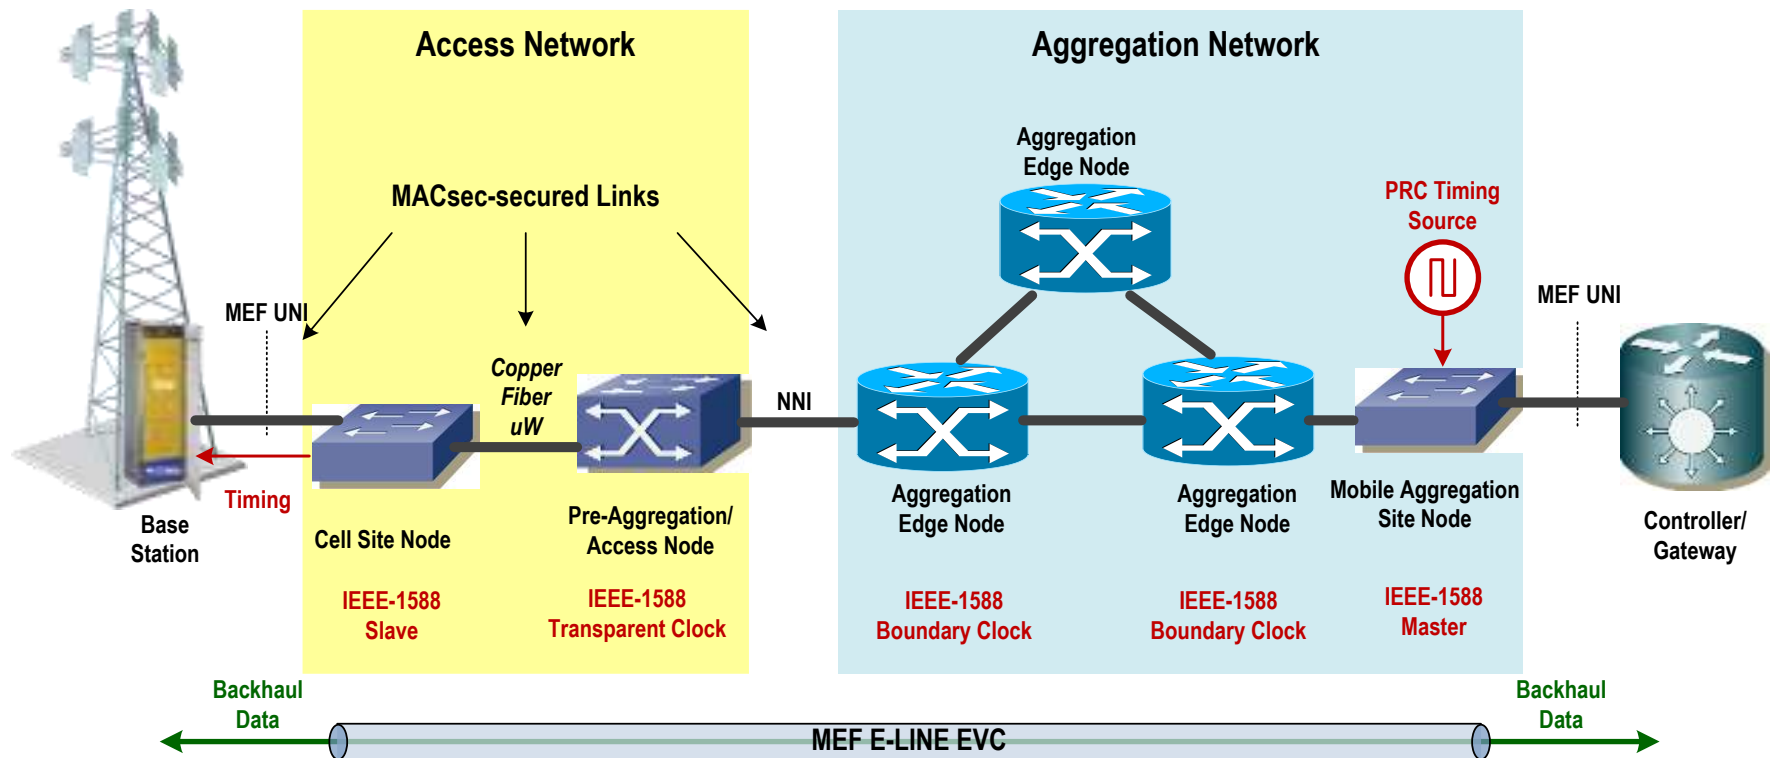 Access Network
Aggregation Network
Aggregation
Edge Node
MACsec-secured Links
PRC Timing
Source
MEF UNI
MEF UNI
Copper
Fiber
uW
NNI
Timing
Base
Station
Cell Site Node
Pre-Aggregation/
Access Node
Aggregation
Edge Node
Aggregation
Edge Node
Mobile Aggregation
Site Node
Controller/
Gateway
IEEE-1588
Slave
IEEE-1588
Transparent Clock
IEEE-1588
Boundary Clock
IEEE-1588
Boundary Clock
IEEE-1588
Master
Backhaul
Data
Backhaul
Data
MEF E-LINE EVC